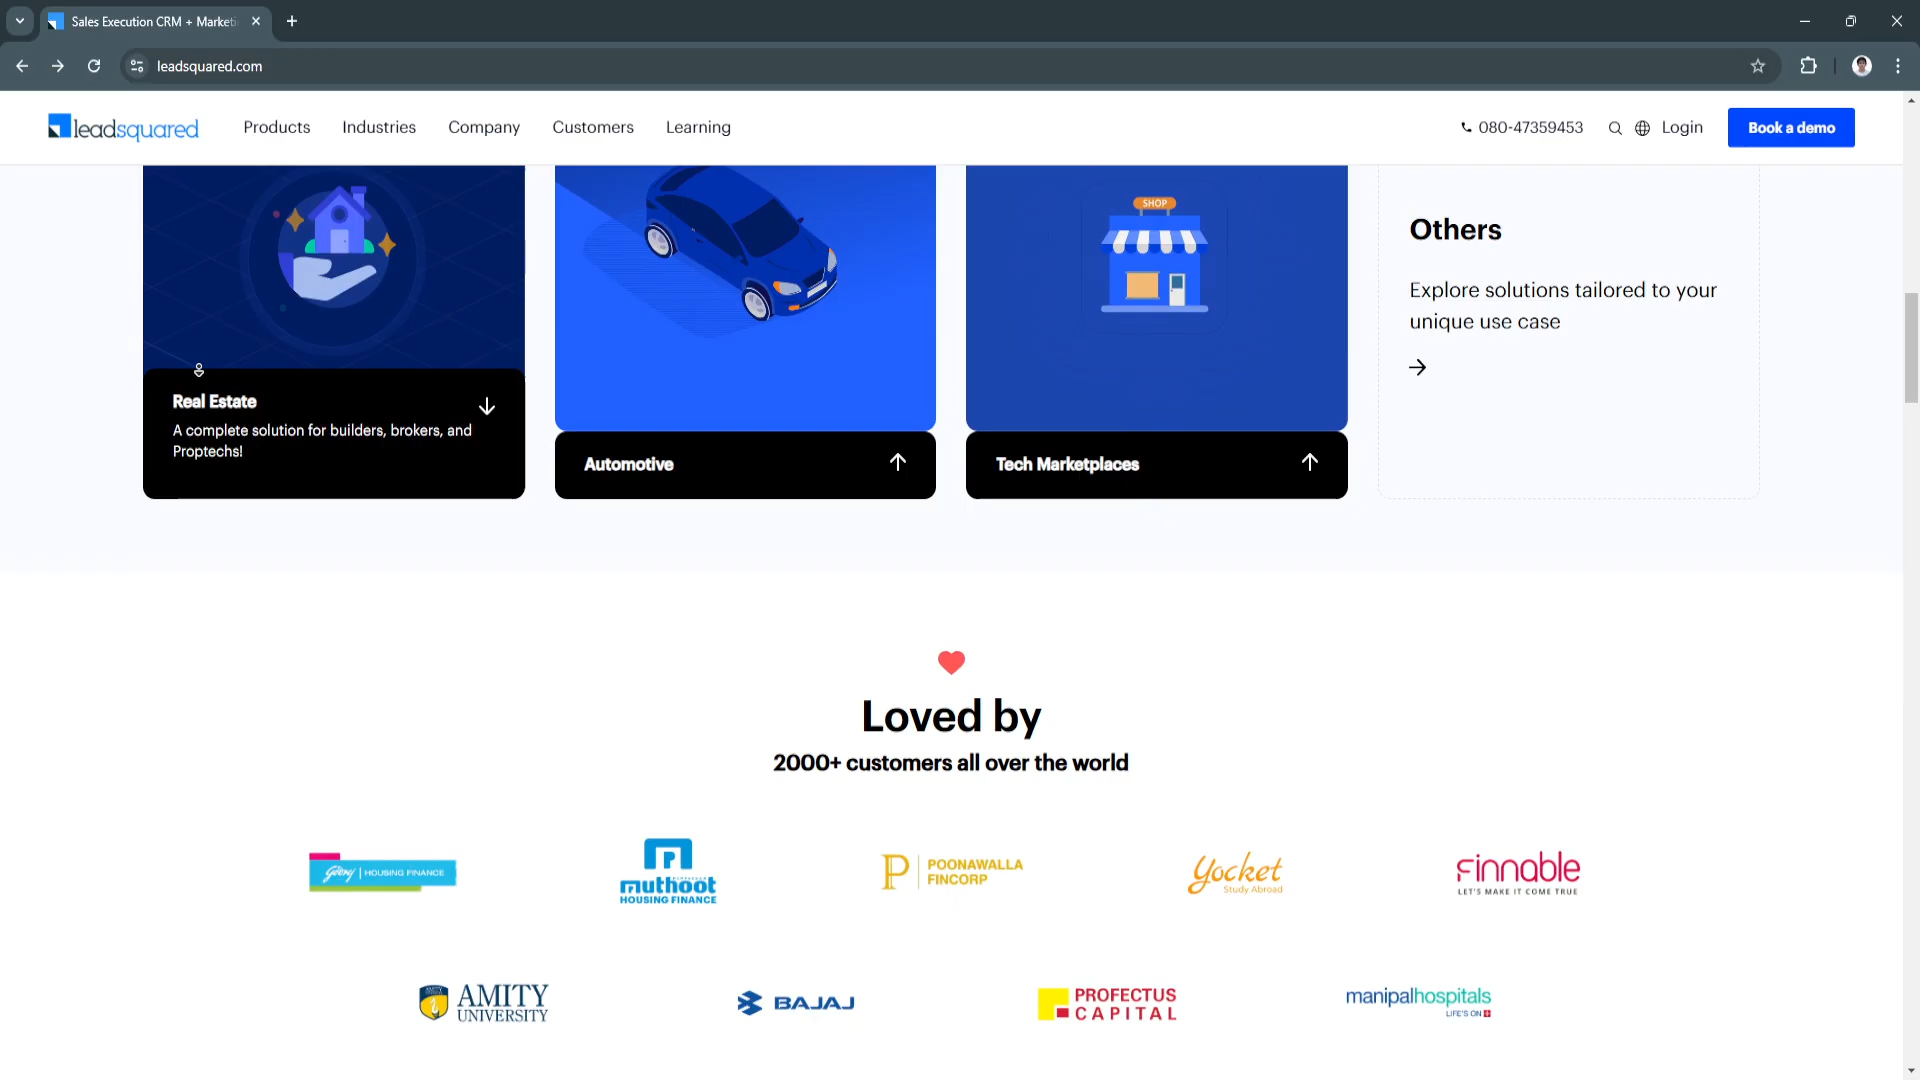 Sales Execution CRM + Marketi
leadsquared.com
leadsquared
Products
Industries
Company
Customers
Learning
080-47359453
Login
Book a demo
SHOP
Others
Explore solutions tailored to your
unique use case
Real Estate
A complete solution for builders, brokers, and
Proptechs!
Automotive
Tech Marketplaces
Loved by
2000+ customers all over the world
Godrej | HOUSING FINANCE
muthoot
HOUSING FINANCE
POONAWALLA
FINCORP
Yocket
Study Abroad
Finnable
LET'S MAKE IT COME TRUE
AMITY
UNIVERSITY
BAJAJ
PROFECTUS
CAPITAL
manipalhospitals
LIFE'S ON